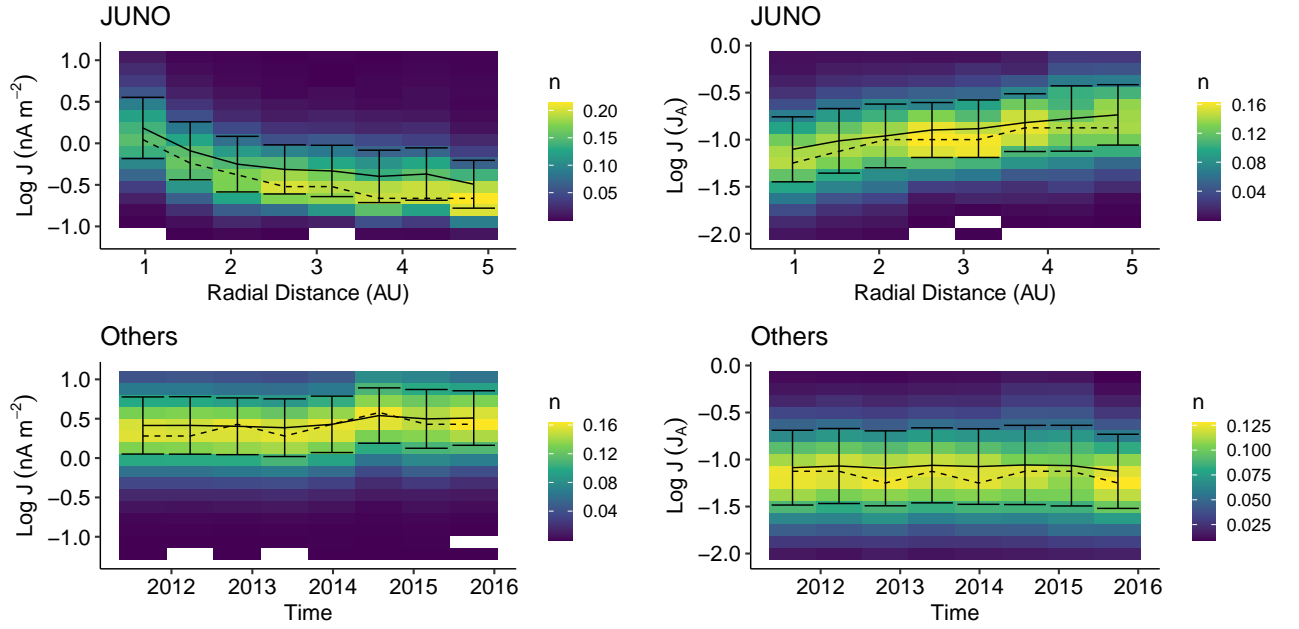 JUNO
Log J (nA m⁻²)
1.0
0.5
0.0
−0.5
−1.0
1 2 3 4 5
Radial Distance (AU)
n
0.20
0.15
0.10
0.05
JUNO
Log J (J_A)
0.0
−0.5
−1.0
−1.5
−2.0
1 2 3 4 5
Radial Distance (AU)
n
0.16
0.12
0.08
0.04
Others
Log J (nA m⁻²)
1.0
0.5
0.0
−0.5
−1.0
2012 2013 2014 2015 2016
Time
n
0.16
0.12
0.08
0.04
Others
Log J (J_A)
0.0
−0.5
−1.0
−1.5
−2.0
2012 2013 2014 2015 2016
Time
n
0.125
0.100
0.075
0.050
0.025